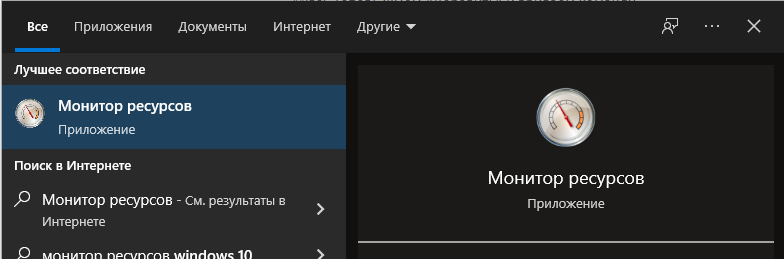 Все Приложения Документы Интернет Другие
Лучшее соответствие
Монитор ресурсов
Приложение
Поиск в Интернете
Монитор ресурсов - См. результаты в
Интернете
монитор ресурсов windows 10
Монитор ресурсов
Приложение